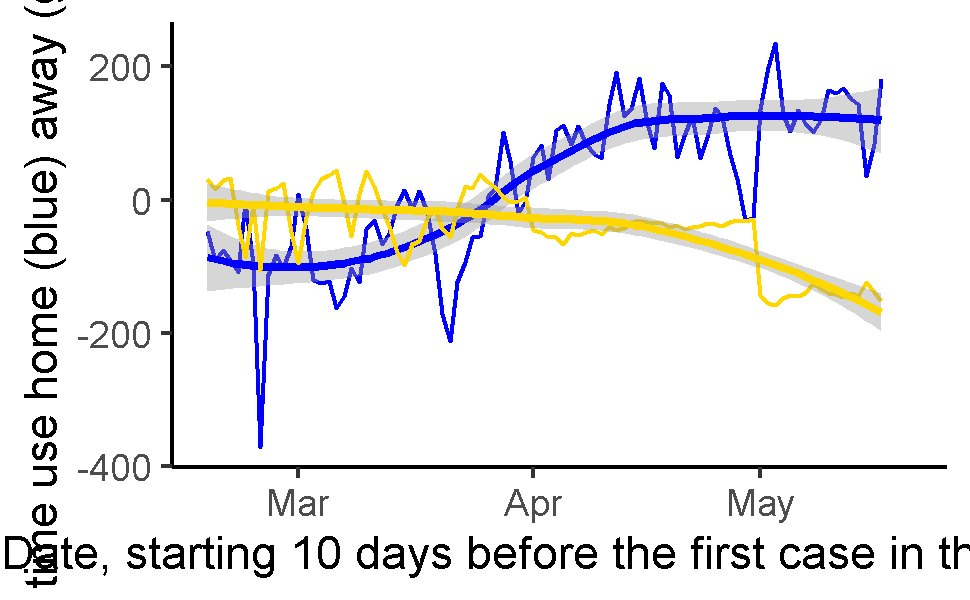 time use home (blue) away (
200
0
-200
-400
Mar Apr May
Date, starting 10 days before the first case in th